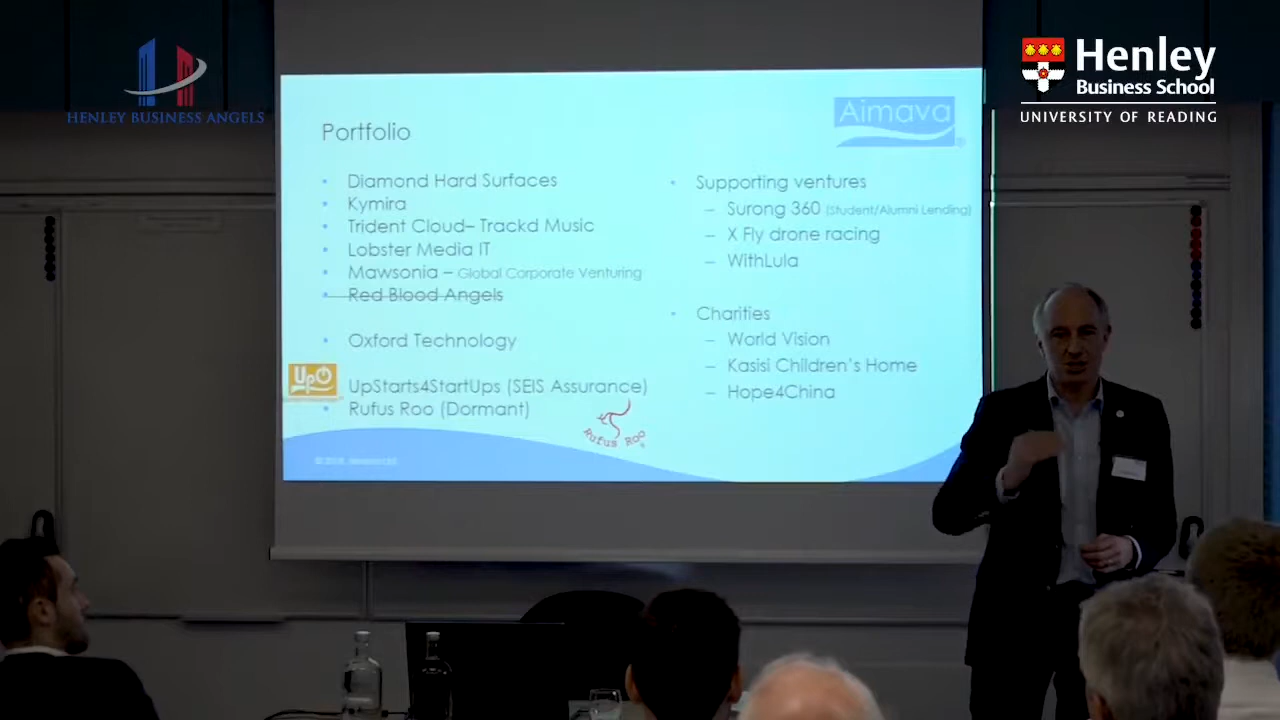 HENLEY BUSINESS ANGELS
Henley
Business School
UNIVERSITY OF READING
Aimava
Portfolio
Diamond Hard Surfaces
Kymira
Trident Cloud– Trackd Music
Lobster Media IT
Mawsonia – Global Corporate Venturing
Red Blood Angels
Oxford Technology
UpStarts4StartUps (SEIS Assurance)
Rufus Roo (Dormant)
UpO
Rufus Roo
Supporting ventures
– Surong 360 (Student/Alumni Lending)
– X Fly drone racing
– WithLula
Charities
– World Vision
– Kasisi Children's Home
– Hope4China